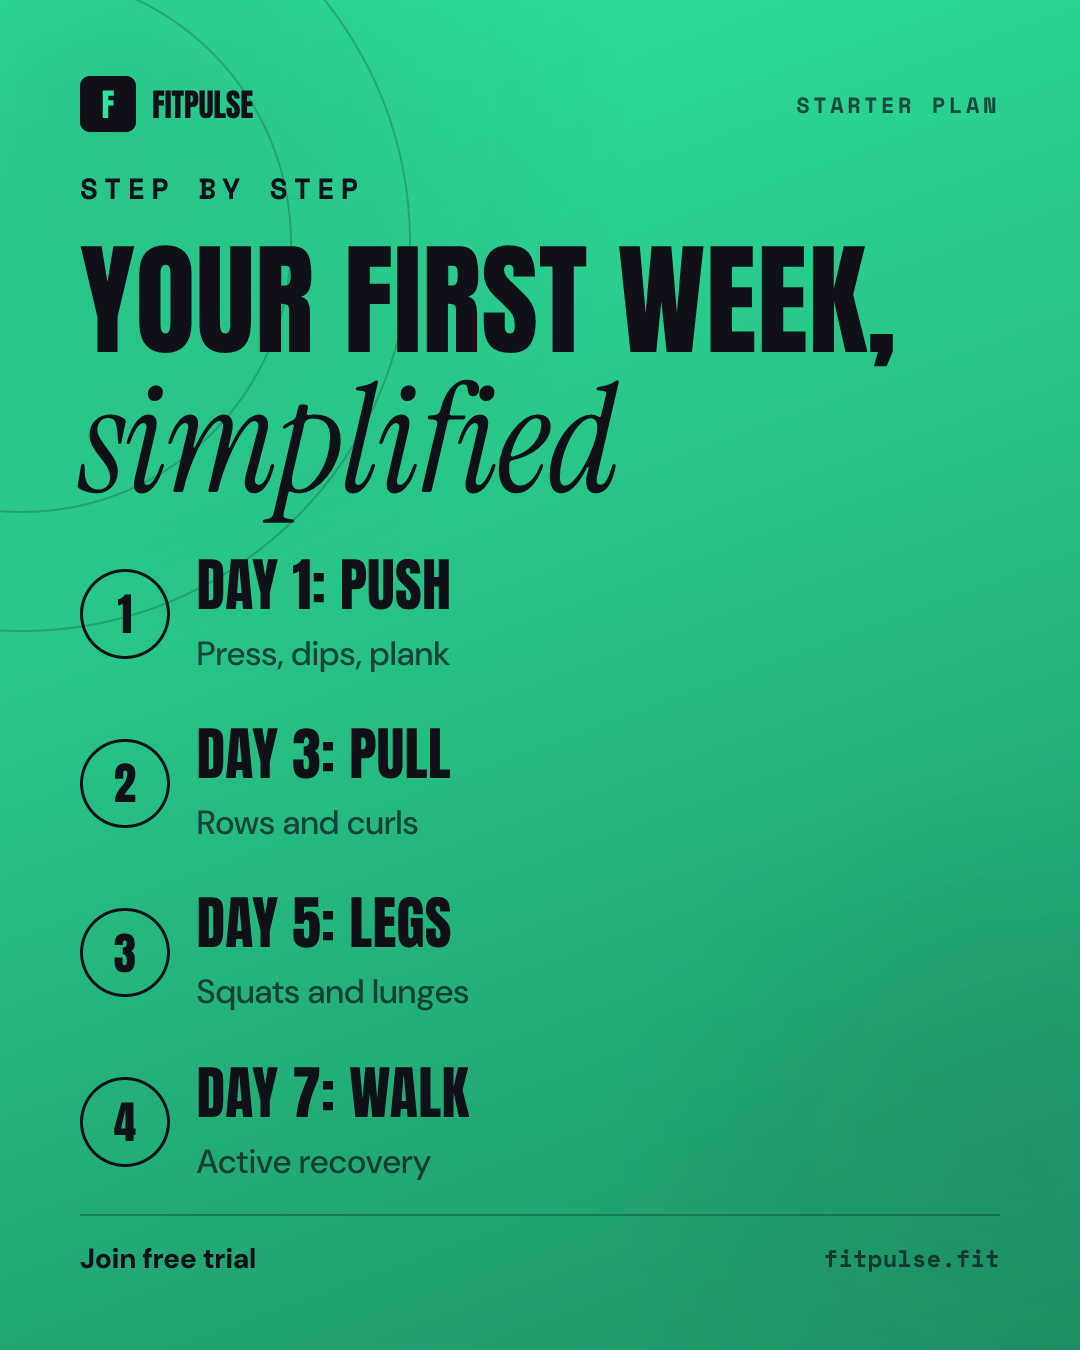 F FITPULSE
STARTER PLAN
STEP BY STEP
YOUR FIRST WEEK,
simplified
1
DAY 1: PUSH
Press, dips, plank
2
DAY 3: PULL
Rows and curls
3
DAY 5: LEGS
Squats and lunges
4
DAY 7: WALK
Active recovery
Join free trial
fitpulse.fit